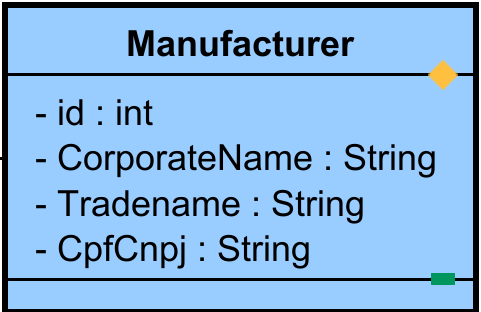 Manufacturer
- id : int
- CorporateName : String
- Tradename : String
- CpfCnpj : String